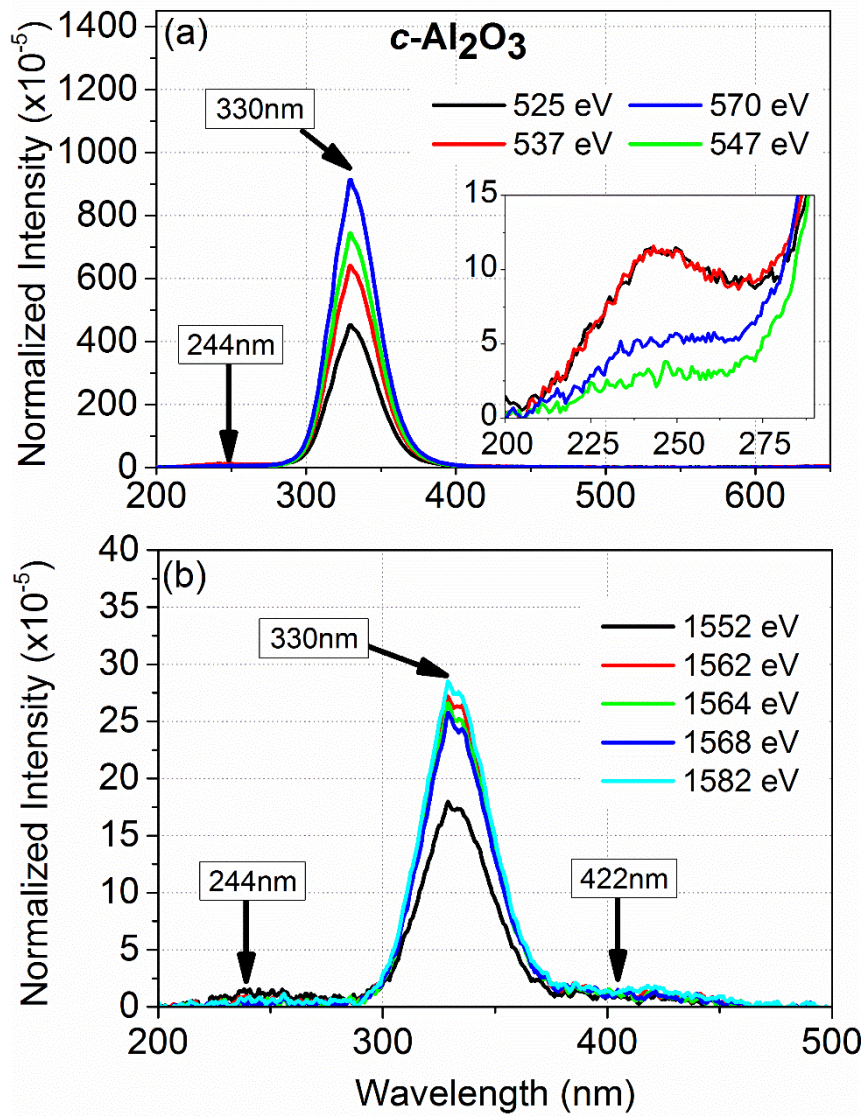 (a)
c-Al2O3
330nm
525 eV
570 eV
537 eV
547 eV
244nm
Normalized Intensity (x10-5)
1400
1200
1000
800
600
400
200
0
200
300
400
500
600
15
10
5
0
200
225
250
275
(b)
330nm
1552 eV
1562 eV
1564 eV
1568 eV
1582 eV
244nm
422nm
Normalized Intensity (x10-5)
40
35
30
25
20
15
10
5
0
200
300
400
500
Wavelength (nm)